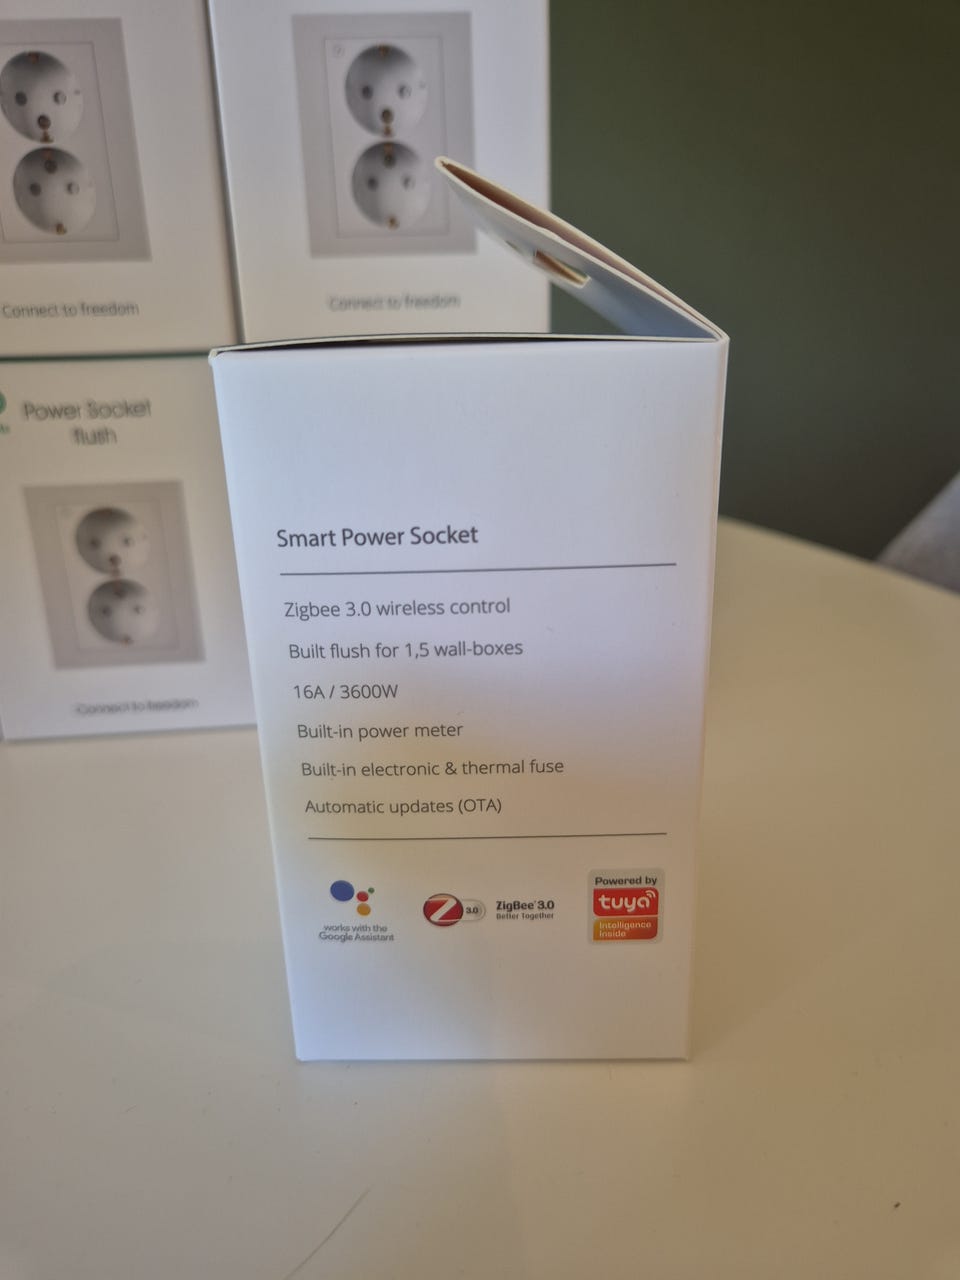 Connect to freedom
Connect to freedom
Power Socket
flush
Connect to freedom
Smart Power Socket
Zigbee 3.0 wireless control
Built flush for 1,5 wall-boxes
16A / 3600W
Built-in power meter
Built-in electronic & thermal fuse
Automatic updates (OTA)
works with the
Google Assistant
Z 3.0
ZigBee 3.0
Better Together
Powered by
tuya
Intelligence
Inside